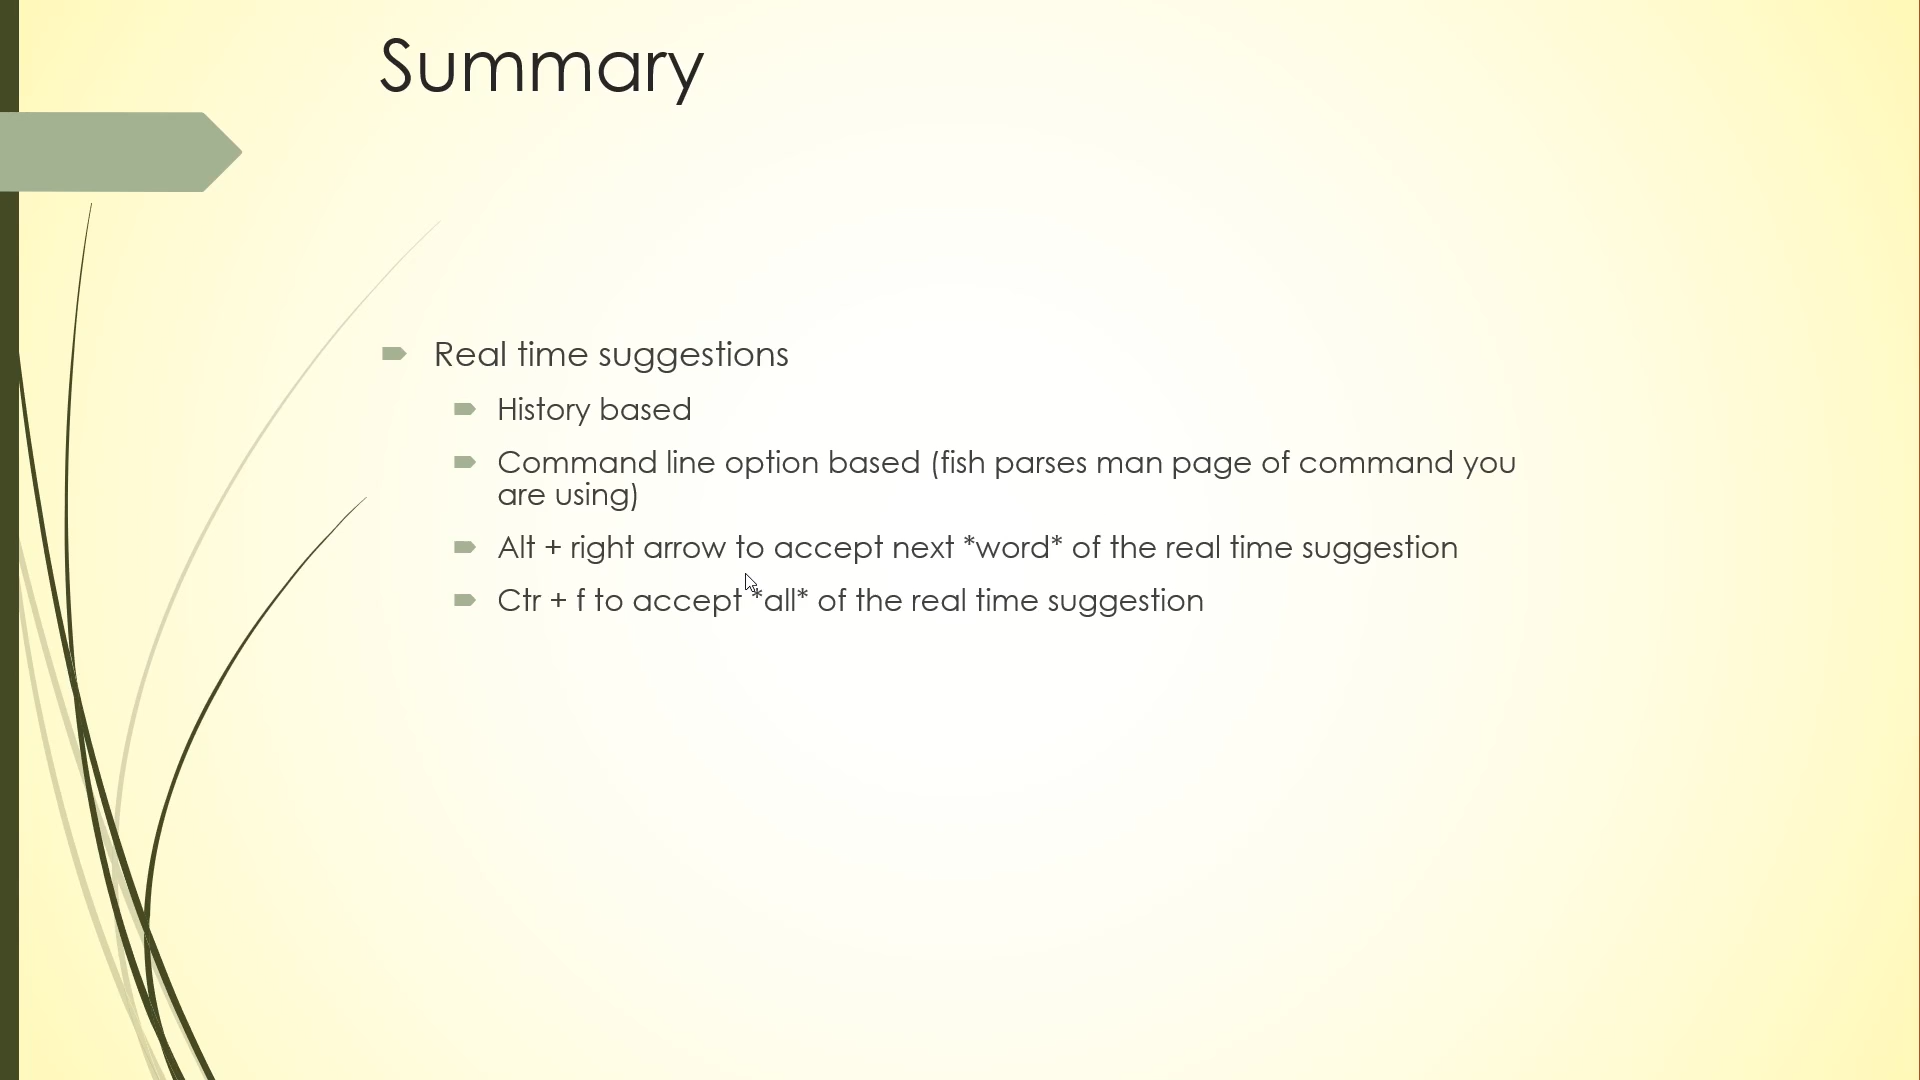 Summary
Real time suggestions
History based
Command line option based (fish parses man page of command you
are using)
Alt + right arrow to accept next *word* of the real time suggestion
Ctr + f to accept *all* of the real time suggestion